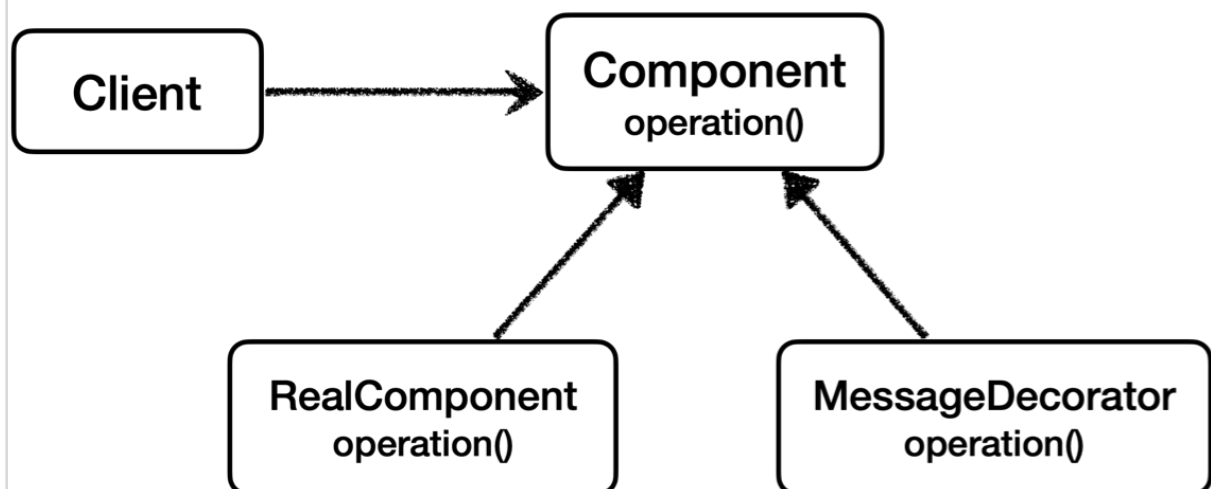 Client
Component
operation()
RealComponent
operation()
MessageDecorator
operation()